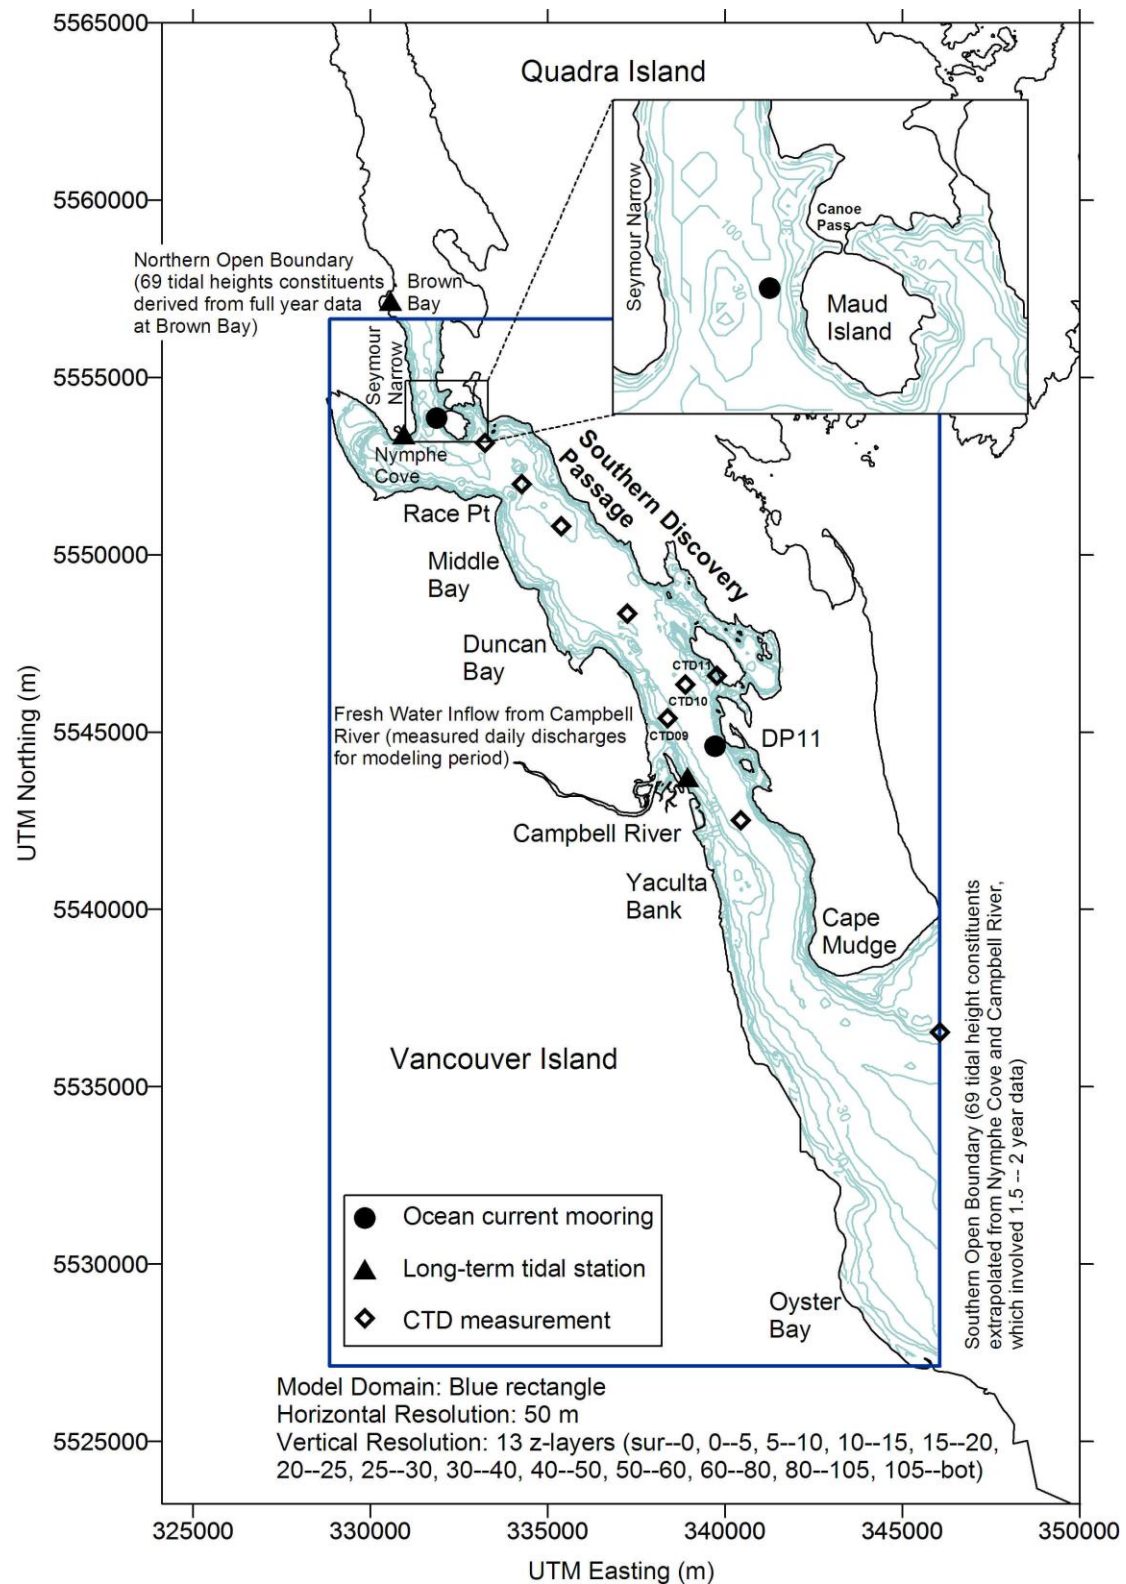 5565000
5560000
5555000
5550000
5545000
5540000
5535000
5530000
5525000
UTM Northing (m)
Quadra Island
Seymour Narrow
100
30
30
30
10
Canoe
Pass
Maud
Island
Northern Open Boundary
(69 tidal heights constituents
derived from full year data
at Brown Bay)
Brown
Bay
Seymour
Narrow
Nymphe
Cove
Race Pt
Southern Discovery
Passage
Middle
Bay
Duncan
Bay
CTD11
CTD10
CTD09
Fresh Water Inflow from Campbell
River (measured daily discharges
for modeling period)
DP11
Campbell River
Yaculta
Bank
Cape
Mudge
Southern Open Boundary (69 tidal height constituents
extrapolated from Nymphe Cove and Campbell River,
which involved 1.5 -- 2 year data)
Vancouver Island
30
Ocean current mooring
Long-term tidal station
CTD measurement
Oyster
Bay
Model Domain: Blue rectangle
Horizontal Resolution: 50 m
Vertical Resolution: 13 z-layers (sur--0, 0--5, 5--10, 10--15, 15--20,
20--25, 25--30, 30--40, 40--50, 50--60, 60--80, 80--105, 105--bot)
325000
330000
335000
340000
345000
350000
UTM Easting (m)